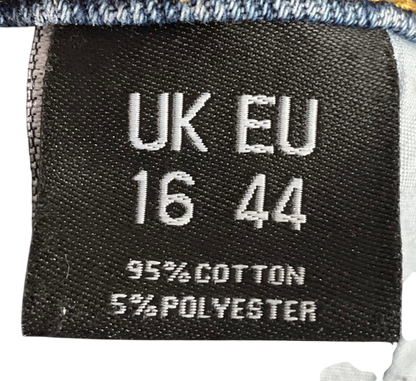 UK EU
16 44
95% COTTON
5% POLYESTER